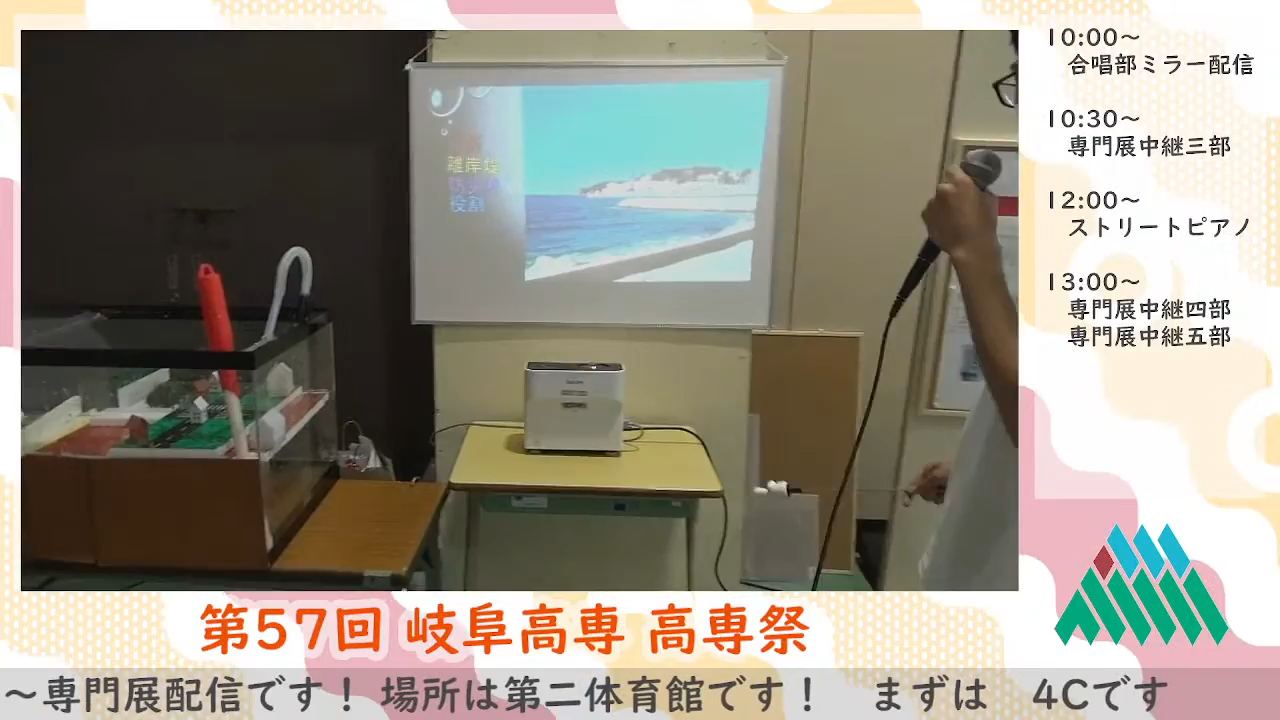 10:00～
合唱部ミラー配信
10:30～
専門展中継三部
12:00～
ストリートピアノ
13:00～
専門展中継四部
専門展中継五部
離岸堤
役割
第57回 岐阜高専 高専祭
～専門展配信です！ 場所は第二体育館です！ まずは 4Cです